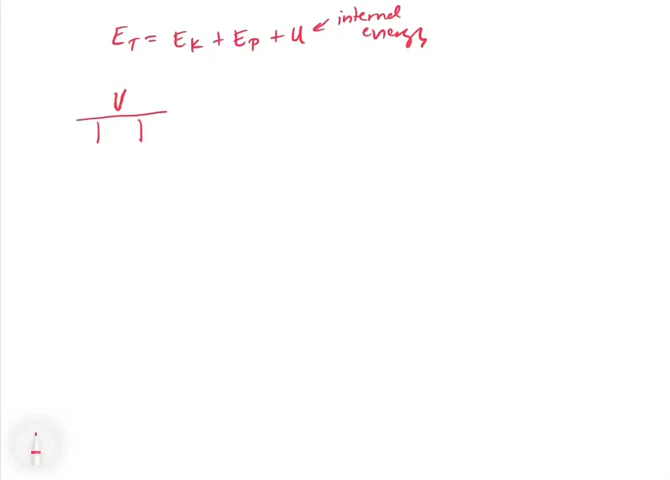 E_T = E_K + E_P + U ← internal
energy
U